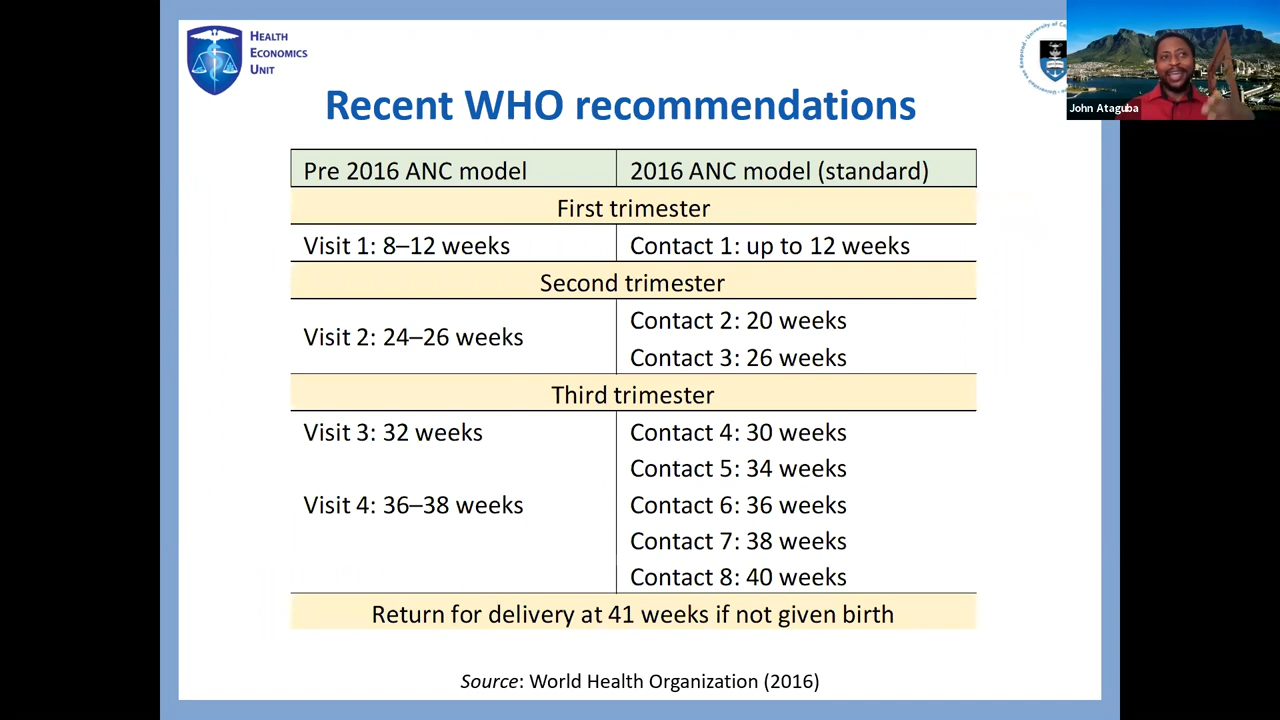 HEALTH
ECONOMICS
UNIT
John Ataguba
Recent WHO recommendations
Pre 2016 ANC model 2016 ANC model (standard)
First trimester
Visit 1: 8–12 weeks Contact 1: up to 12 weeks
Second trimester
Visit 2: 24–26 weeks Contact 2: 20 weeks
Contact 3: 26 weeks
Third trimester
Visit 3: 32 weeks Contact 4: 30 weeks
Contact 5: 34 weeks
Visit 4: 36–38 weeks Contact 6: 36 weeks
Contact 7: 38 weeks
Contact 8: 40 weeks
Return for delivery at 41 weeks if not given birth
Source: World Health Organization (2016)